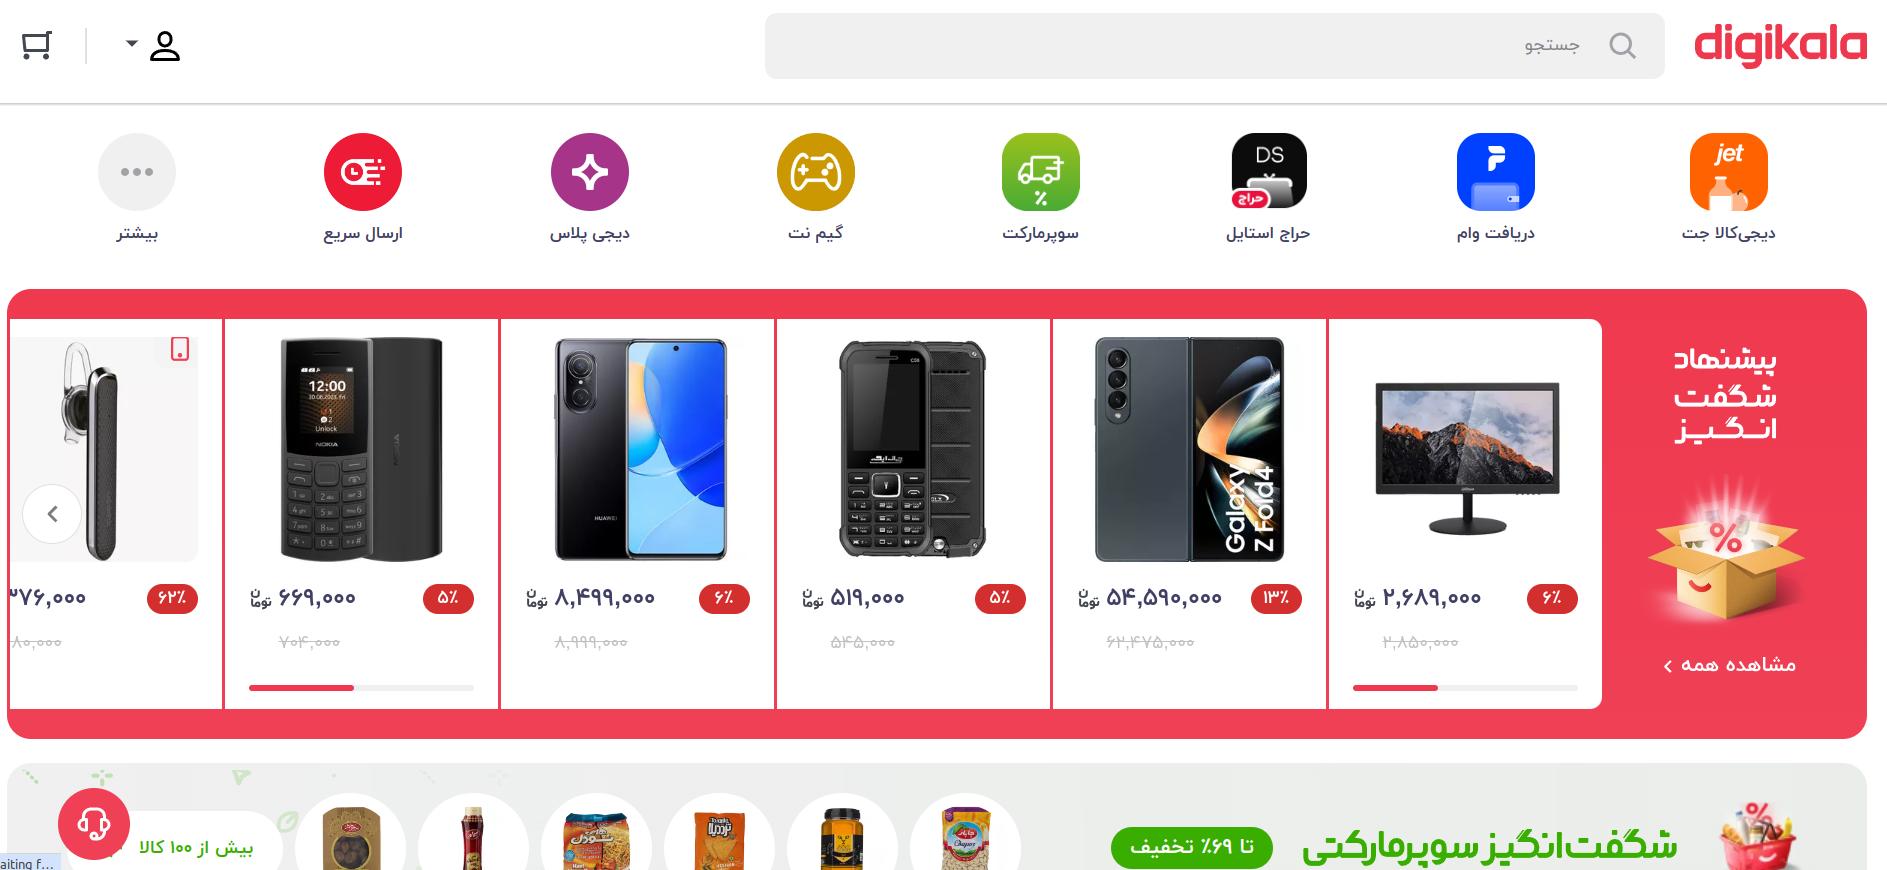 digikala
جستجو
jet
دیجی‌کالا جت
دریافت وام
DS
حراج
حراج استایل
٪
سوپرمارکت
گیم نت
دیجی پلاس
ارسال سریع
بیشتر
پیشنهاد
شگفت
انگیز
%
مشاهده همه
Galaxy
Z Fold4
HUAWEI
12:00
Unlock
NOKIA
NOKIA
۶٪
۲,۶۸۹,۰۰۰ تومان
۲,۸۵۰,۰۰۰
۱۳٪
۵۴,۵۹۰,۰۰۰ تومان
۶۲,۴۷۵,۰۰۰
۵٪
۵۱۹,۰۰۰ تومان
۵۴۵,۰۰۰
۶٪
۸,۴۹۹,۰۰۰ تومان
۸,۹۹۹,۰۰۰
۵٪
۶۶۹,۰۰۰ تومان
۷۰۴,۰۰۰
۶۲٪
۳۷۶,۰۰۰
۸۰,۰۰۰
%
شگفت‌انگیز سوپرمارکتی
تا ۶۹٪ تخفیف
بیش از ۱۰۰ کالا
aiting f...